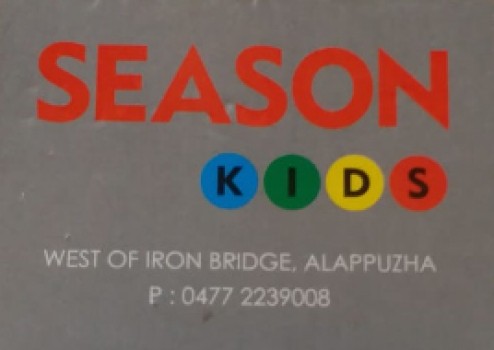 SEASON
KIDS
WEST OF IRON BRIDGE, ALAPPUZHA
P : 0477 2239008